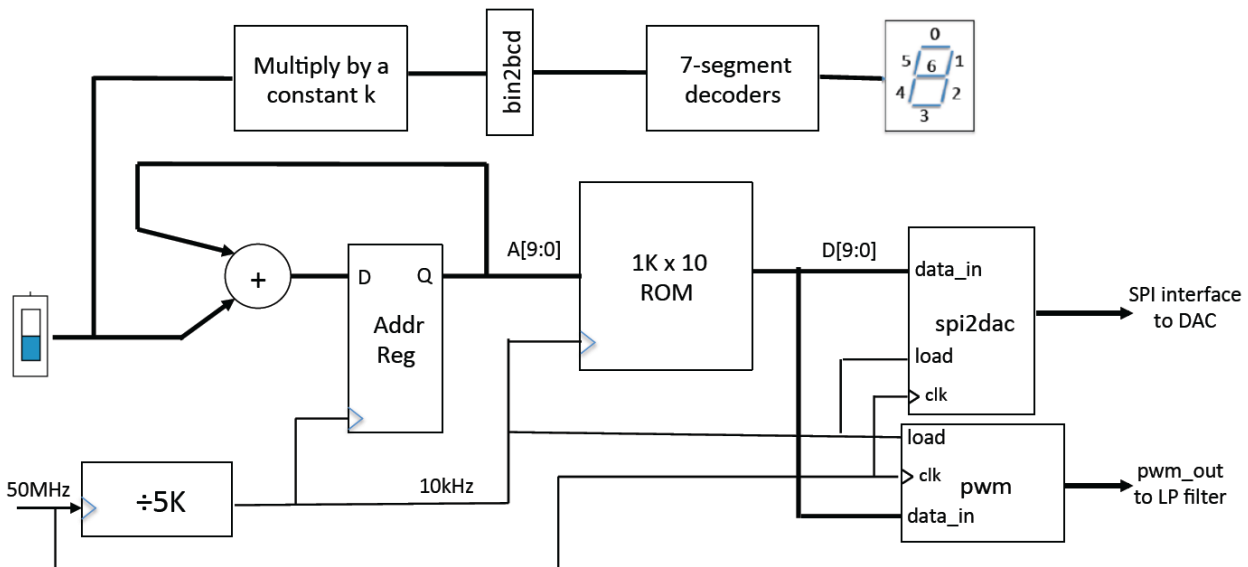 Multiply by a
constant k
bin2bcd
7-segment
decoders
0
5
6
1
4
2
3
A[9:0]
1K x 10
ROM
D[9:0]
data_in
spi2dac
load
clk
SPI interface
to DAC
+
D
Q
Addr
Reg
50MHz
÷5K
10kHz
load
clk
pwm
data_in
pwm_out
to LP filter